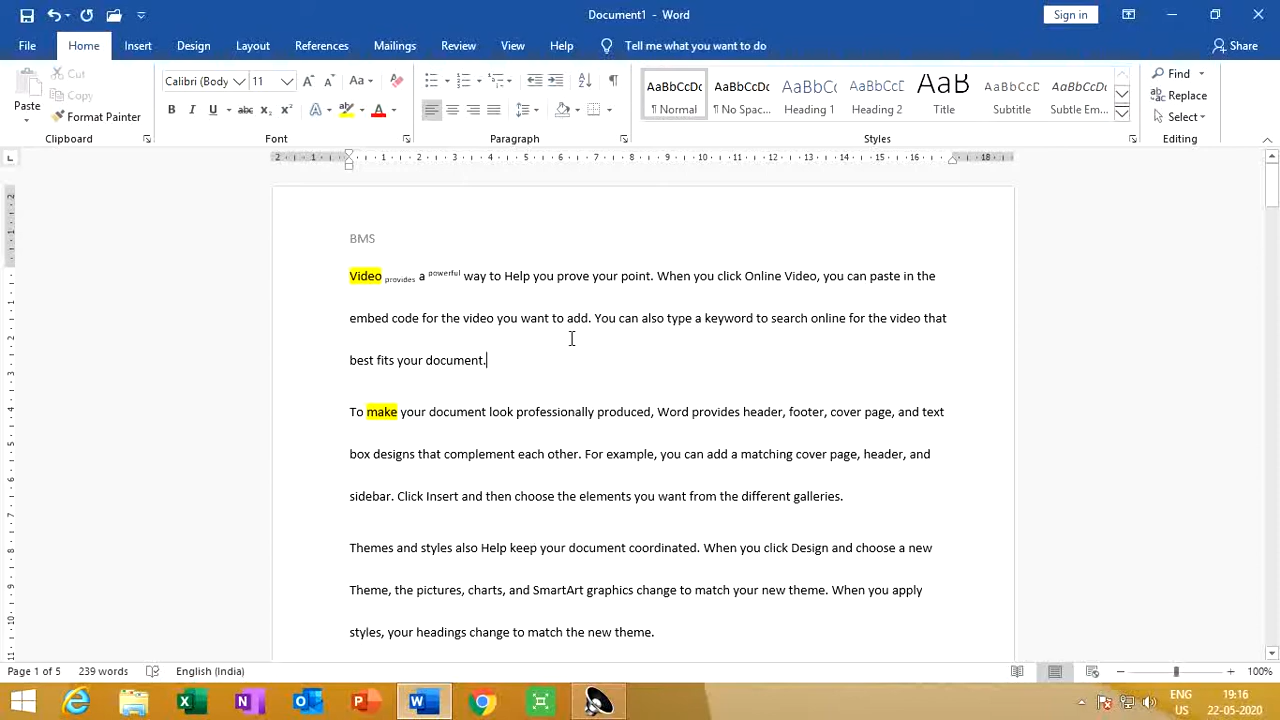 Document1 - Word
Sign in
File Home Insert Design Layout References Mailings Review View Help Tell me what you want to do Share
Paste
Cut
Copy
Format Painter
Clipboard
Calibri (Body 11
Font
Paragraph
AaBbCcDc AaBbCcDc AaBbC AaBbCcD AaB AaBbCcD AaBbCcDc
¶ Normal ¶ No Spac... Heading 1 Heading 2 Title Subtitle Subtle Em...
Styles
Find
Replace
Select
Editing
BMS
Video provides a powerful way to Help you prove your point. When you click Online Video, you can paste in the
embed code for the video you want to add. You can also type a keyword to search online for the video that
best fits your document.
To make your document look professionally produced, Word provides header, footer, cover page, and text
box designs that complement each other. For example, you can add a matching cover page, header, and
sidebar. Click Insert and then choose the elements you want from the different galleries.
Themes and styles also Help keep your document coordinated. When you click Design and choose a new
Theme, the pictures, charts, and SmartArt graphics change to match your new theme. When you apply
styles, your headings change to match the new theme.
Page 1 of 5 239 words English (India) 100%
ENG
US
19:16
22-05-2020